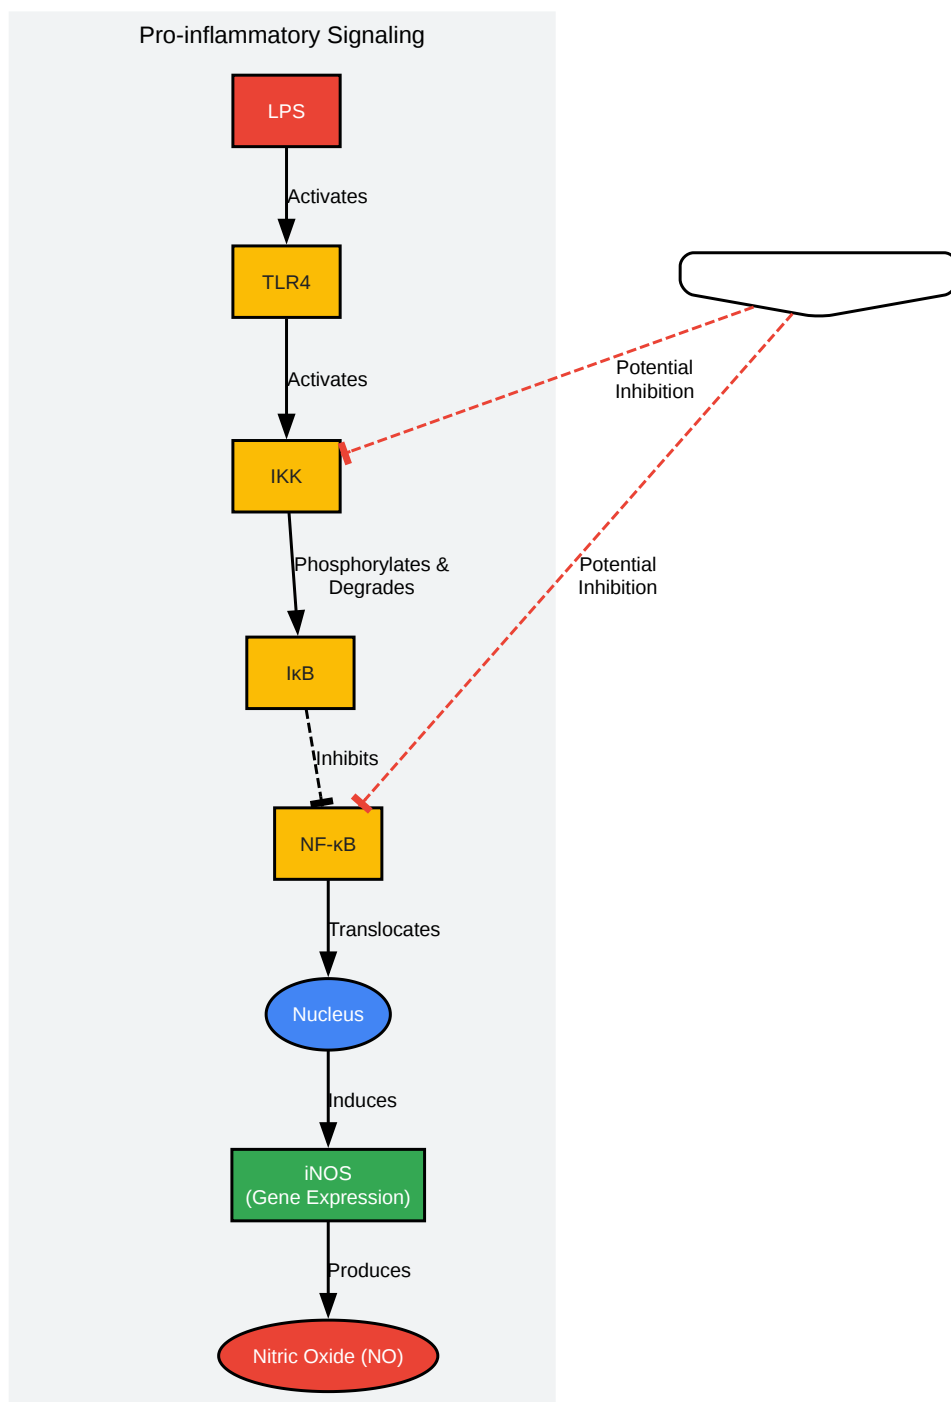 Pro-inflammatory Signaling
LPS
Activates
TLR4
Activates
Potential
Inhibition
IKK
Phosphorylates &
Degrades
Potential
Inhibition
IκB
Inhibits
NF-κB
Translocates
Nucleus
Induces
iNOS
(Gene Expression)
Produces
Nitric Oxide (NO)